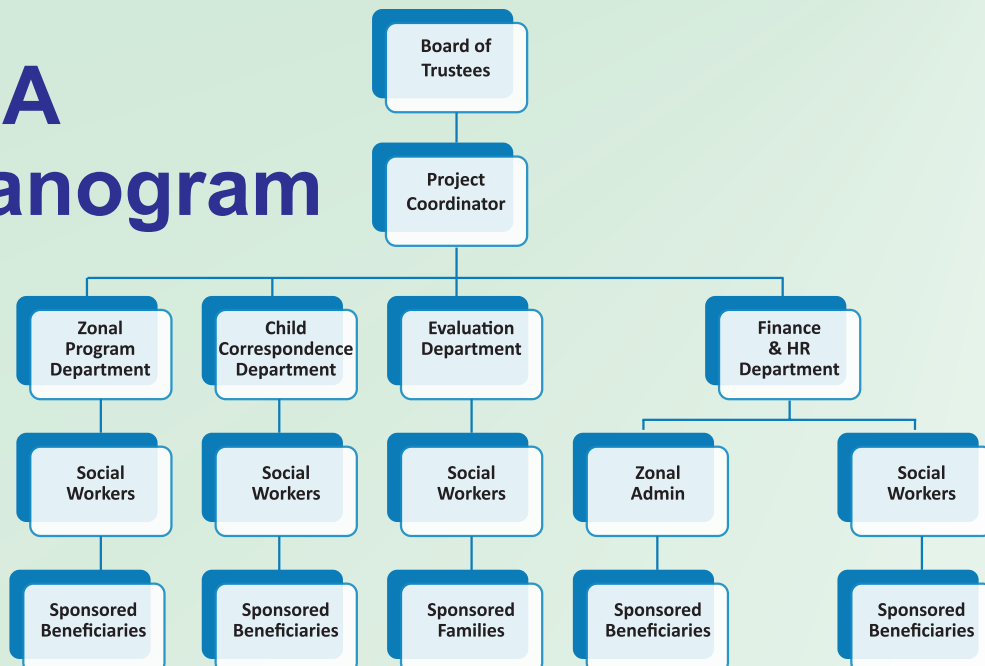 A
anogram
Board of
Trustees
Project
Coordinator
Zonal
Program
Department
Child
Correspondence
Department
Evaluation
Department
Finance
& HR
Department
Social
Workers
Social
Workers
Social
Workers
Zonal
Admin
Social
Workers
Sponsored
Beneficiaries
Sponsored
Beneficiaries
Sponsored
Families
Sponsored
Beneficiaries
Sponsored
Beneficiaries